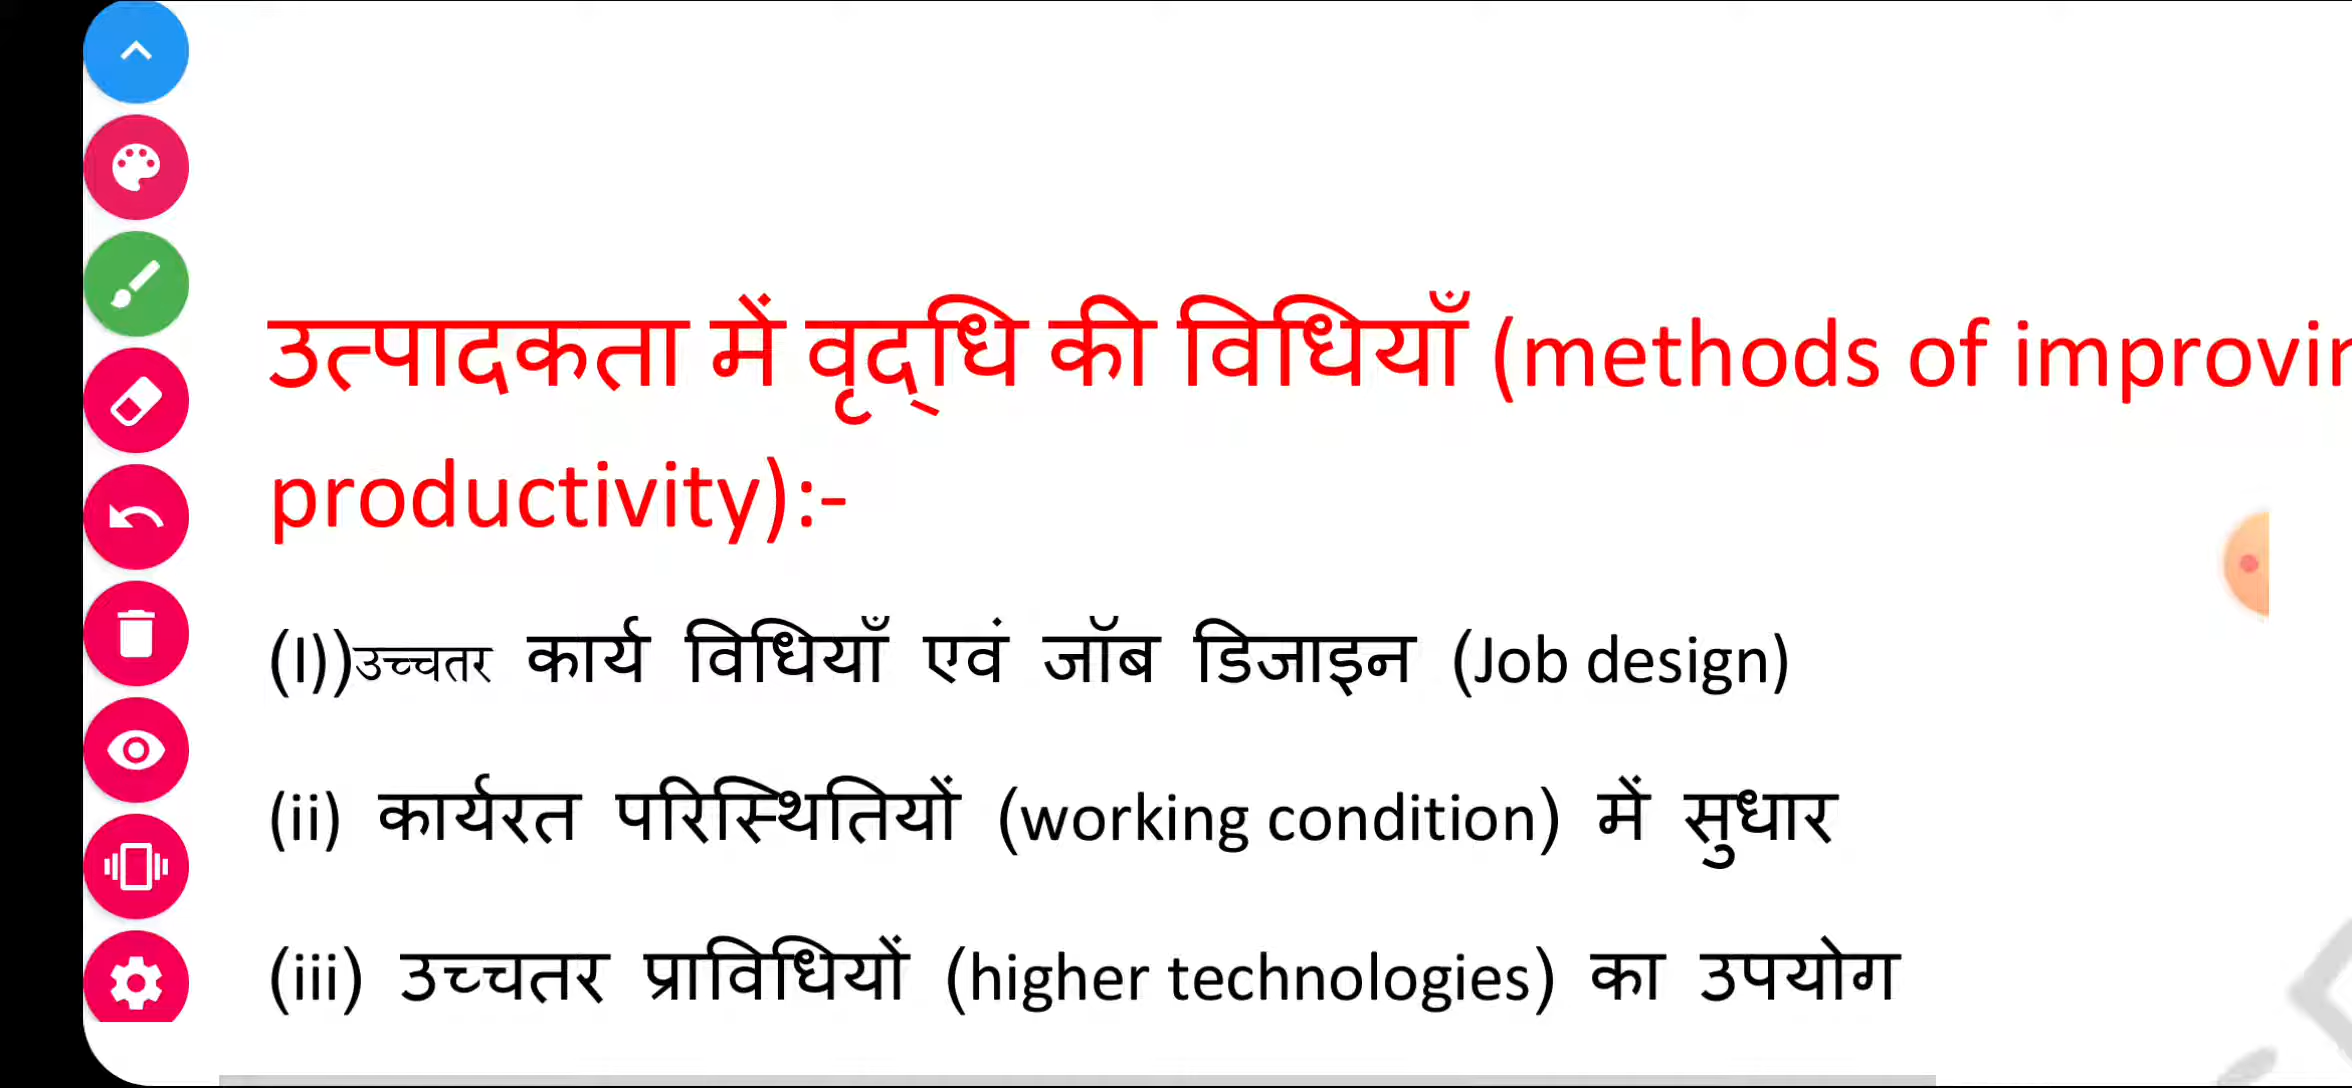 उत्पादकता में वृद्धि की विधियाँ (methods of improvin
productivity):-
(I))उच्चतर कार्य विधियाँ एवं जॉब डिजाइन (Job design)
(ii) कार्यरत परिस्थितियों (working condition) में सुधार
(iii) उच्चतर प्राविधियों (higher technologies) का उपयोग